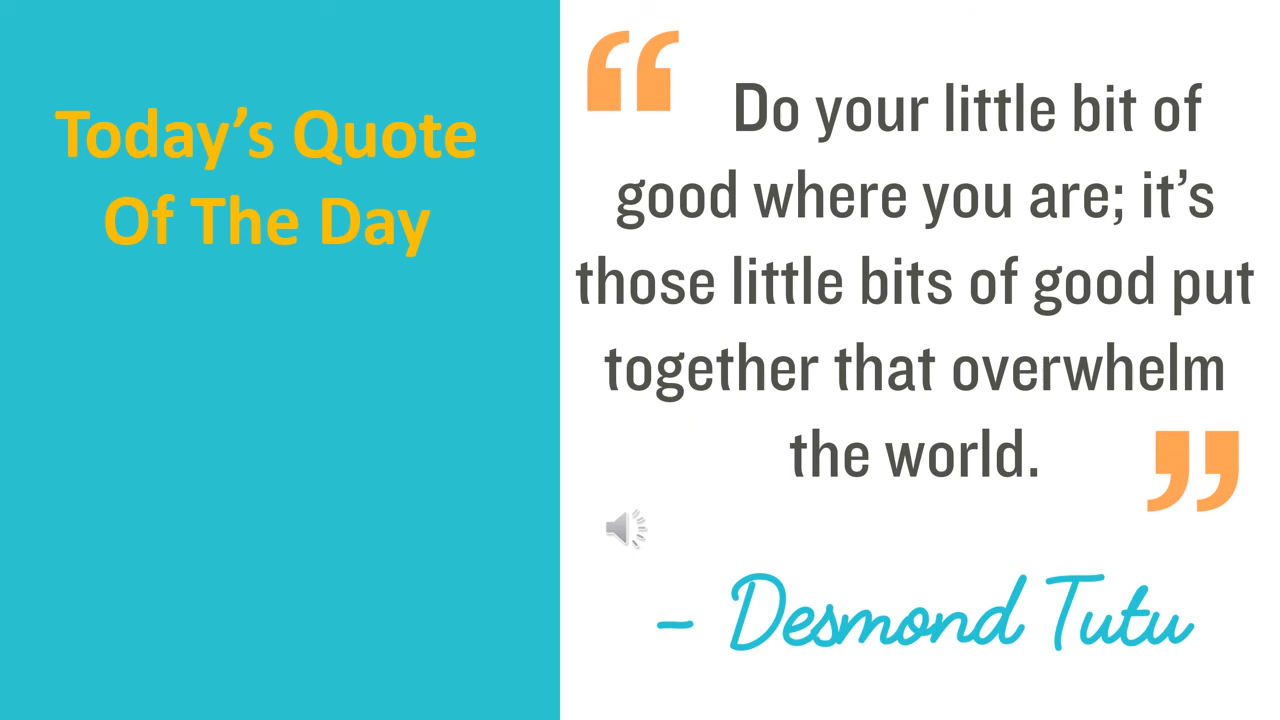 Today’s Quote
Of The Day
“ Do your little bit of
good where you are; it’s
those little bits of good put
together that overwhelm
the world. ”
– Desmond Tutu